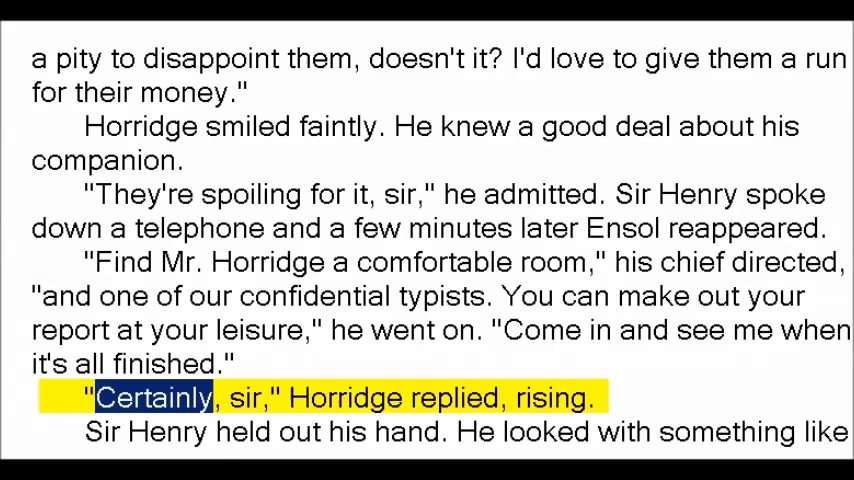 a pity to disappoint them, doesn't it? I'd love to give them a run
for their money."
Horridge smiled faintly. He knew a good deal about his
companion.
"They're spoiling for it, sir," he admitted. Sir Henry spoke
down a telephone and a few minutes later Ensol reappeared.
"Find Mr. Horridge a comfortable room," his chief directed,
"and one of our confidential typists. You can make out your
report at your leisure," he went on. "Come in and see me when
it's all finished."
"Certainly, sir," Horridge replied, rising.
Sir Henry held out his hand. He looked with something like